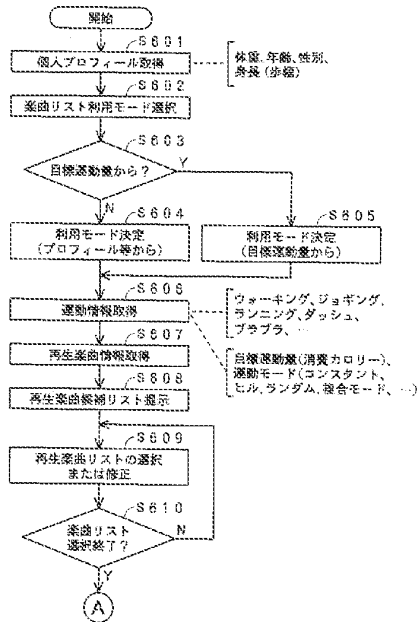 開始
S601
個人プロフィール取得
体重、年齢、性別、
身長(歩幅)
S602
楽曲リスト利用モード選択
S603
目標運動量から?
Y
N
S604
利用モード決定
(プロフィール等から)
S605
利用モード決定
(目標運動量から)
S606
運動情報取得
ウォーキング、ジョギング、
ランニング、ダッシュ、
ブラブラ、…
S607
再生楽曲情報取得
目標運動量(消費カロリー)、
運動モード(コンスタント、
ヒル、ランダム、複合モード、…)
S608
再生楽曲候補リスト提示
S609
再生楽曲リストの選択
または修正
S610
楽曲リスト
選択終了?
N
Y
A